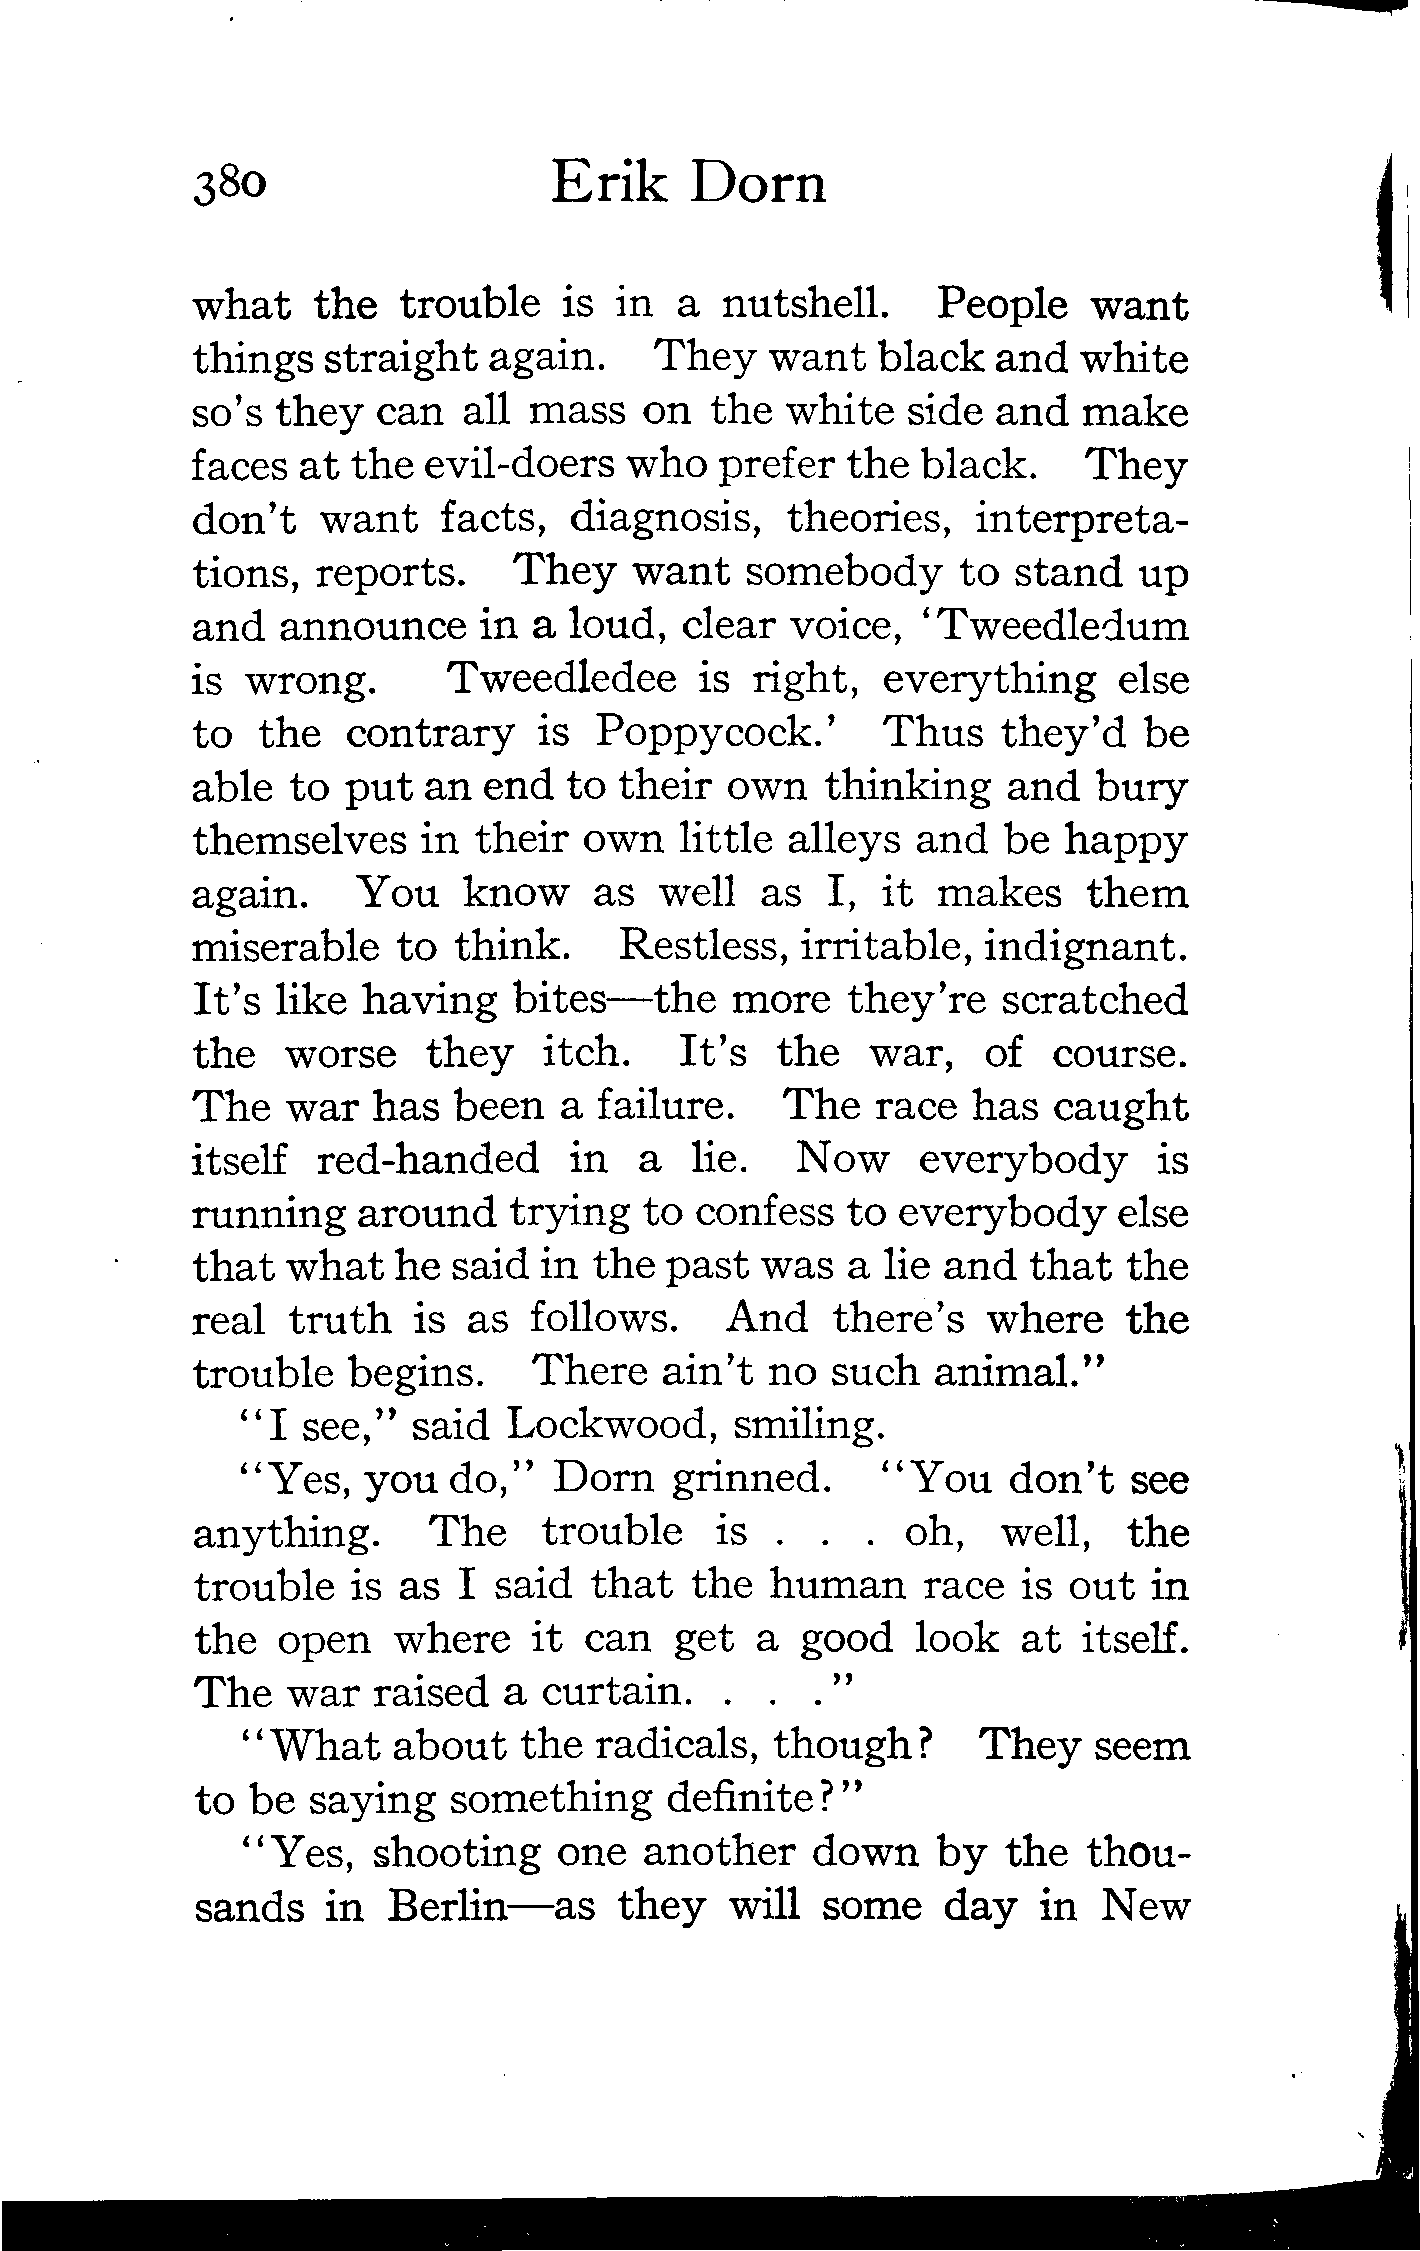 380 Erik Dorn
what the trouble is in a nutshell. People want
things straight again. They want black and white
so's they can all mass on the white side and make
faces at the evil-doers who prefer the black. They
don't want facts, diagnosis, theories, interpreta-
tions, reports. They want somebody to stand up
and announce in a loud, clear voice, 'Tweedledum
is wrong. Tweedledee is right, everything else
to the contrary is Poppycock.' Thus they'd be
able to put an end to their own thinking and bury
themselves in their own little alleys and be happy
again. You know as well as I, it makes them
miserable to think. Restless, irritable, indignant.
It's like having bites—the more they're scratched
the worse they itch. It's the war, of course.
The war has been a failure. The race has caught
itself red-handed in a lie. Now everybody is
running around trying to confess to everybody else
that what he said in the past was a lie and that the
real truth is as follows. And there's where the
trouble begins. There ain't no such animal."
"I see," said Lockwood, smiling.
"Yes, you do," Dorn grinned. "You don't see
anything. The trouble is . . . oh, well, the
trouble is as I said that the human race is out in
the open where it can get a good look at itself.
The war raised a curtain. . . ."
"What about the radicals, though? They seem
to be saying something definite?"
"Yes, shooting one another down by the thou-
sands in Berlin—as they will some day in New